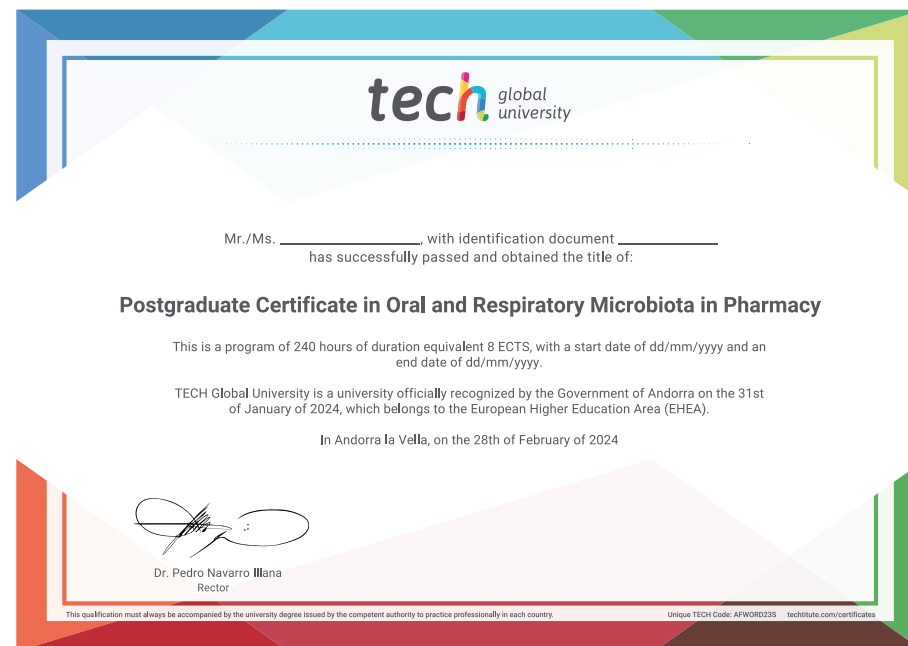 tech global university
Mr./Ms. ____________________, with identification document ______________
has successfully passed and obtained the title of:
Postgraduate Certificate in Oral and Respiratory Microbiota in Pharmacy
This is a program of 240 hours of duration equivalent 8 ECTS, with a start date of dd/mm/yyyy and an
end date of dd/mm/yyyy.
TECH Global University is a university officially recognized by the Government of Andorra on the 31st
of January of 2024, which belongs to the European Higher Education Area (EHEA).
In Andorra la Vella, on the 28th of February of 2024
Dr. Pedro Navarro Illana
Rector
This qualification must always be accompanied by the university degree issued by the competent authority to practice professionally in each country.
Unique TECH Code: AFWORD23S techtitute.com/certificates